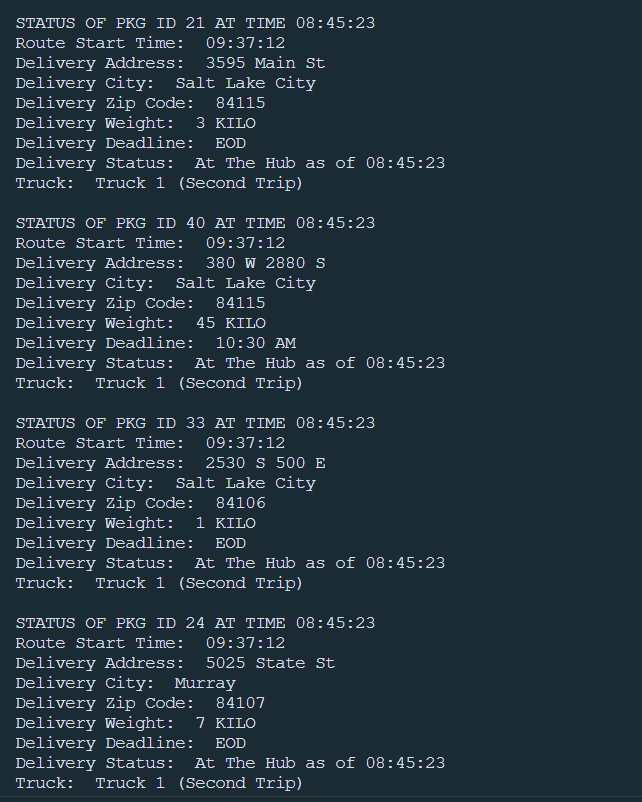 STATUS OF PKG ID 21 AT TIME 08:45:23
Route Start Time:  09:37:12
Delivery Address:  3595 Main St
Delivery City:  Salt Lake City
Delivery Zip Code:  84115
Delivery Weight:  3 KILO
Delivery Deadline:  EOD
Delivery Status:  At The Hub as of 08:45:23
Truck:  Truck 1 (Second Trip)

STATUS OF PKG ID 40 AT TIME 08:45:23
Route Start Time:  09:37:12
Delivery Address:  380 W 2880 S
Delivery City:  Salt Lake City
Delivery Zip Code:  84115
Delivery Weight:  45 KILO
Delivery Deadline:  10:30 AM
Delivery Status:  At The Hub as of 08:45:23
Truck:  Truck 1 (Second Trip)

STATUS OF PKG ID 33 AT TIME 08:45:23
Route Start Time:  09:37:12
Delivery Address:  2530 S 500 E
Delivery City:  Salt Lake City
Delivery Zip Code:  84106
Delivery Weight:  1 KILO
Delivery Deadline:  EOD
Delivery Status:  At The Hub as of 08:45:23
Truck:  Truck 1 (Second Trip)

STATUS OF PKG ID 24 AT TIME 08:45:23
Route Start Time:  09:37:12
Delivery Address:  5025 State St
Delivery City:  Murray
Delivery Zip Code:  84107
Delivery Weight:  7 KILO
Delivery Deadline:  EOD
Delivery Status:  At The Hub as of 08:45:23
Truck:  Truck 1 (Second Trip)